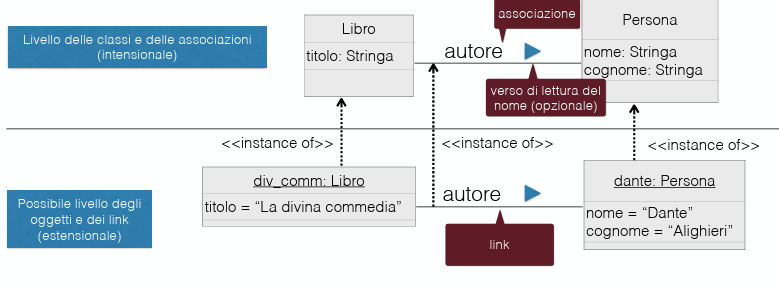 associazione
Livello delle classi e delle associazioni
(intensionale)
Libro
titolo: Stringa
autore
Persona
nome: Stringa
cognome: Stringa
verso di lettura del
nome (opzionale)
<<instance of>>
<<instance of>>
<<instance of>>
Possibile livello degli
oggetti e dei link
(estensionale)
div_comm: Libro
titolo = “La divina commedia”
autore
link
dante: Persona
nome = “Dante”
cognome = “Alighieri”